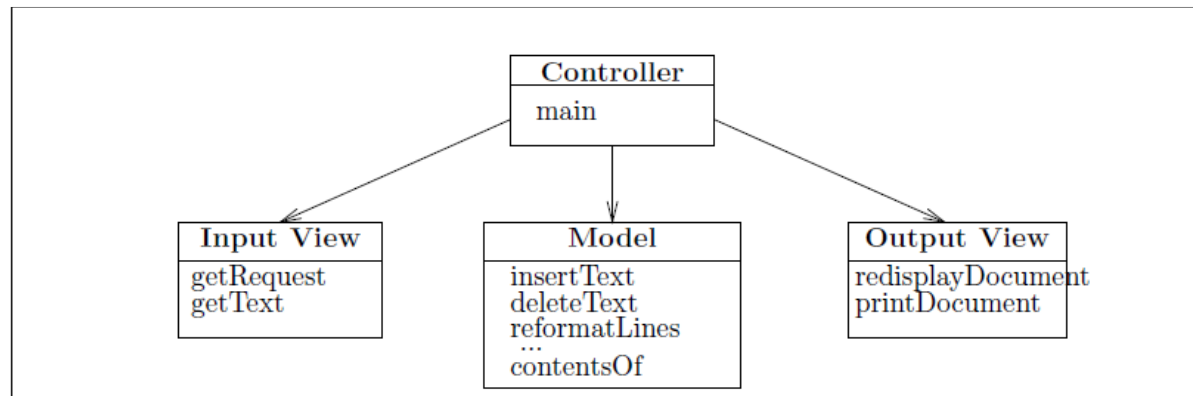 Controller
main
Input View
getRequest
getText
Model
insertText
deleteText
reformatLines
...
contentsOf
Output View
redisplayDocument
printDocument